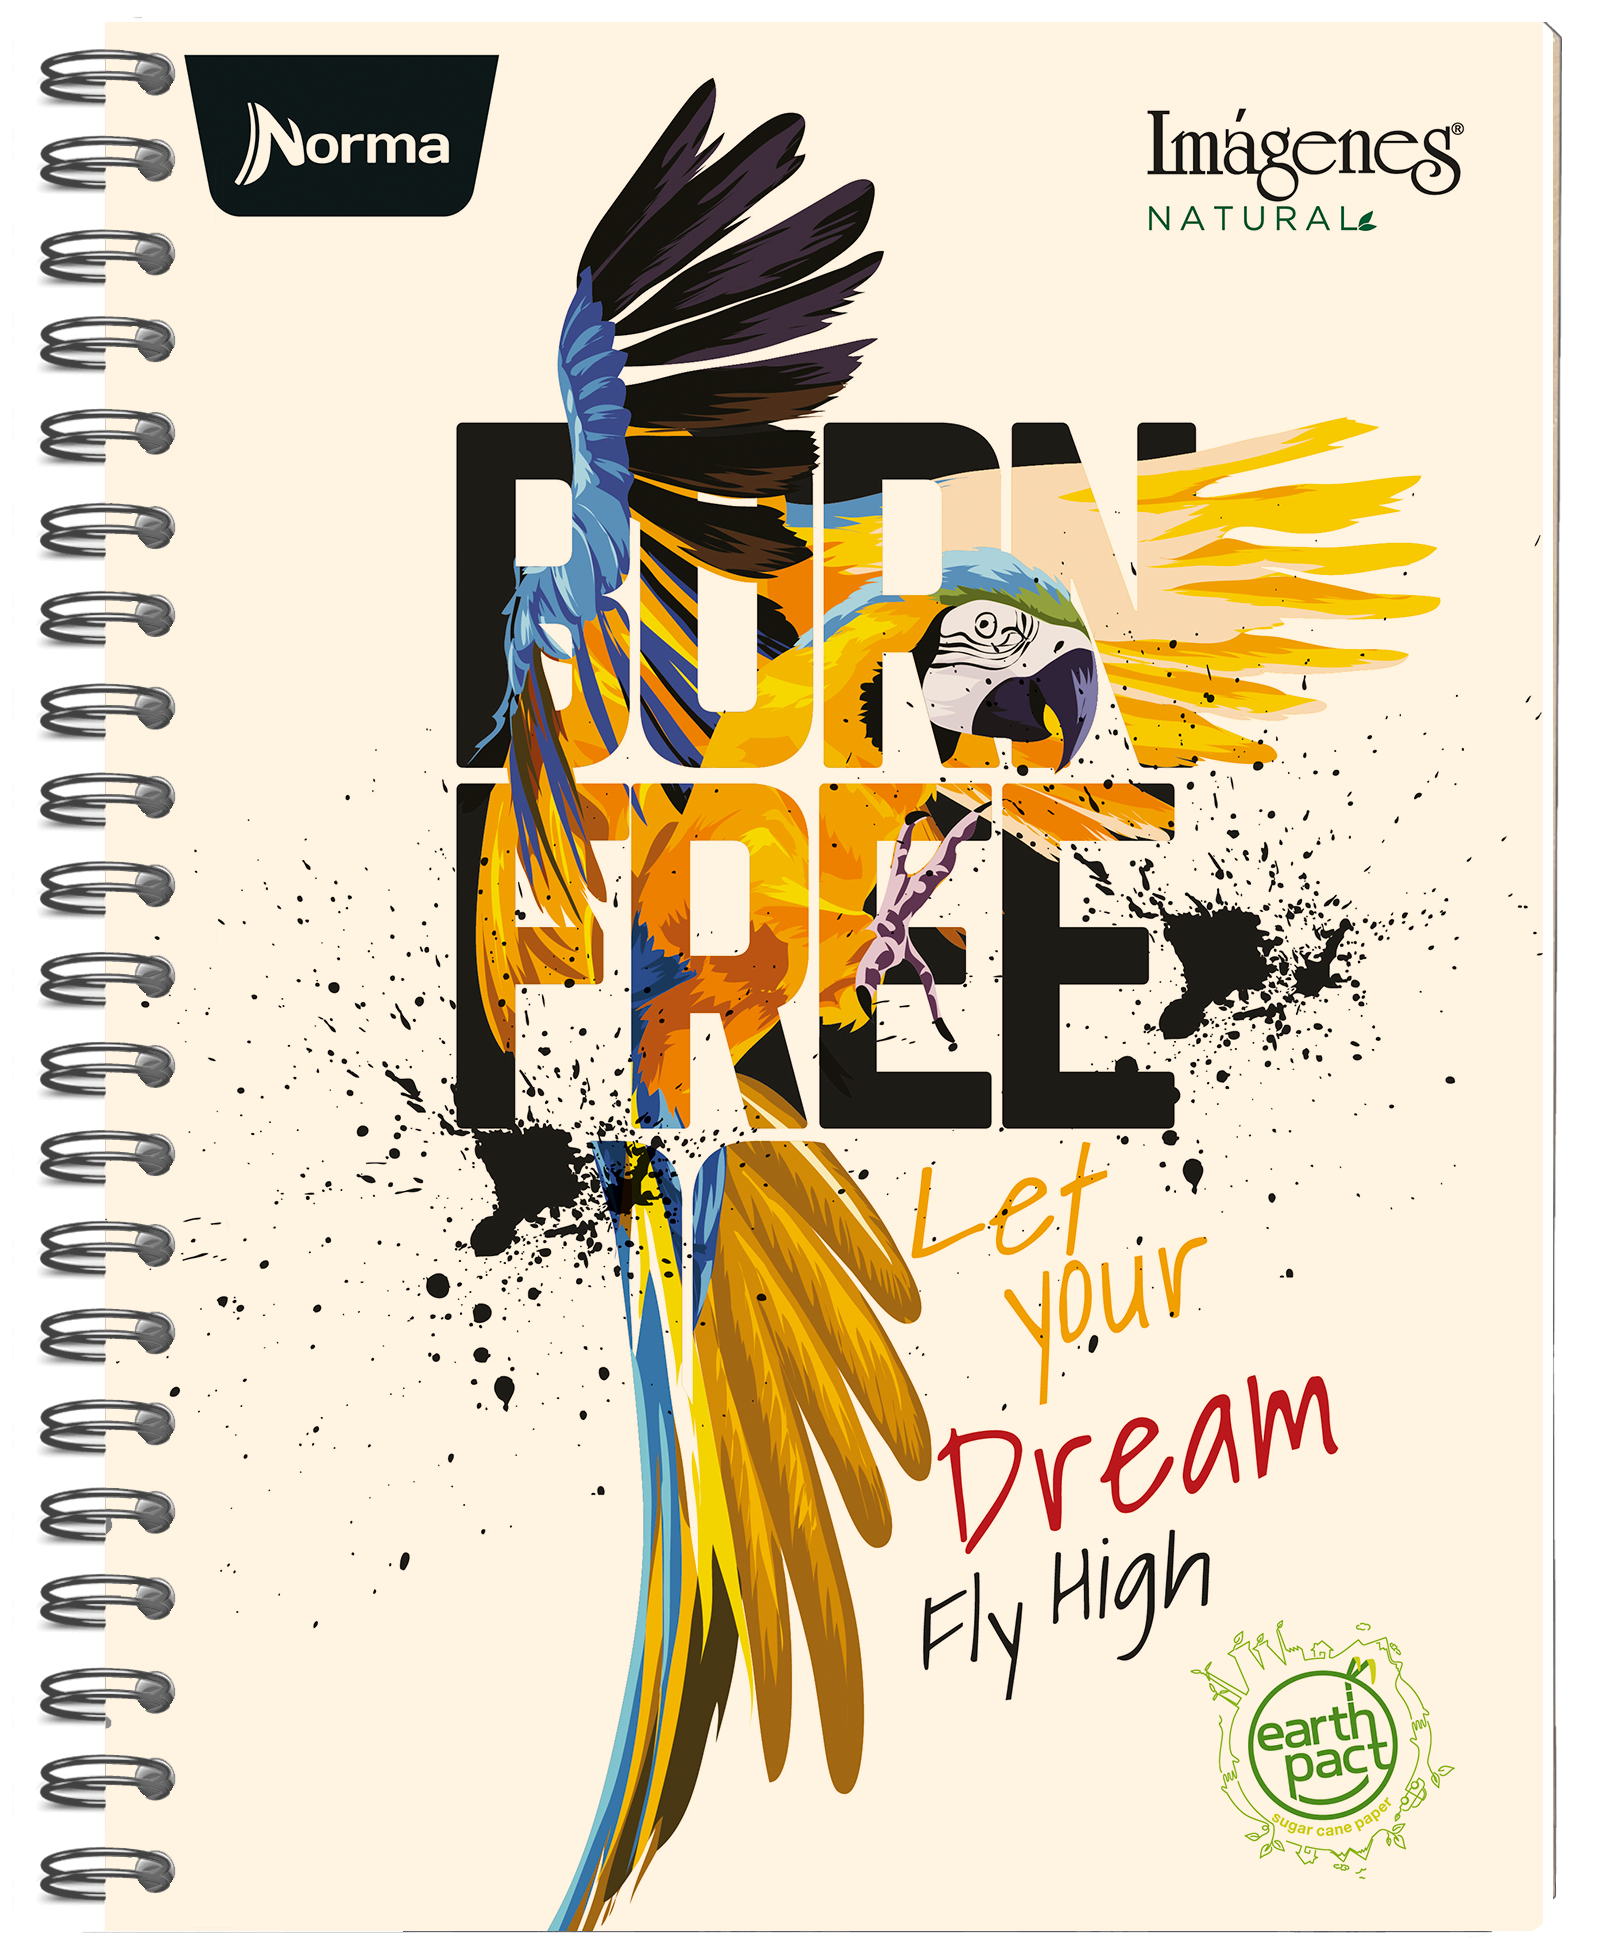 Norma
Imágenes®
NATURAL
BORN
FREE
Let
your
Dream
Fly High
earth
pact
sugar cane paper